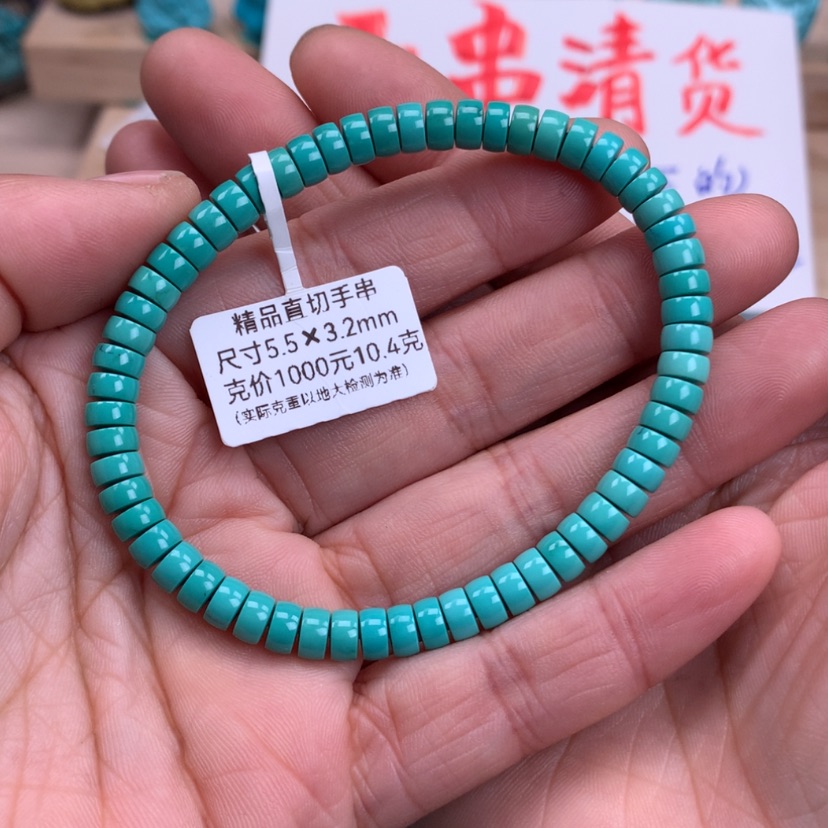 串清货
的
精品直切手串
尺寸5.5×3.2mm
克价1000元10.4克
(实际克重以地大检测为准)